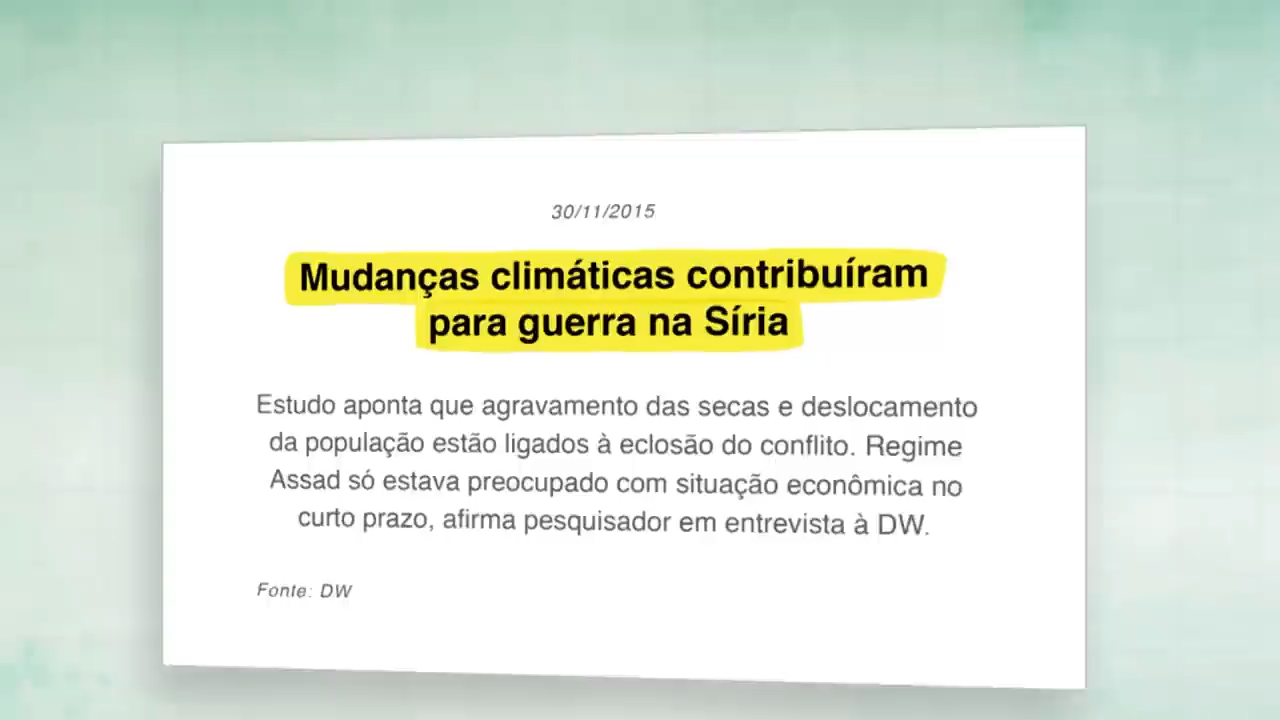 30/11/2015
Mudanças climáticas contribuíram
para guerra na Síria
Estudo aponta que agravamento das secas e deslocamento
da população estão ligados à eclosão do conflito. Regime
Assad só estava preocupado com situação econômica no
curto prazo, afirma pesquisador em entrevista à DW.
Fonte: DW